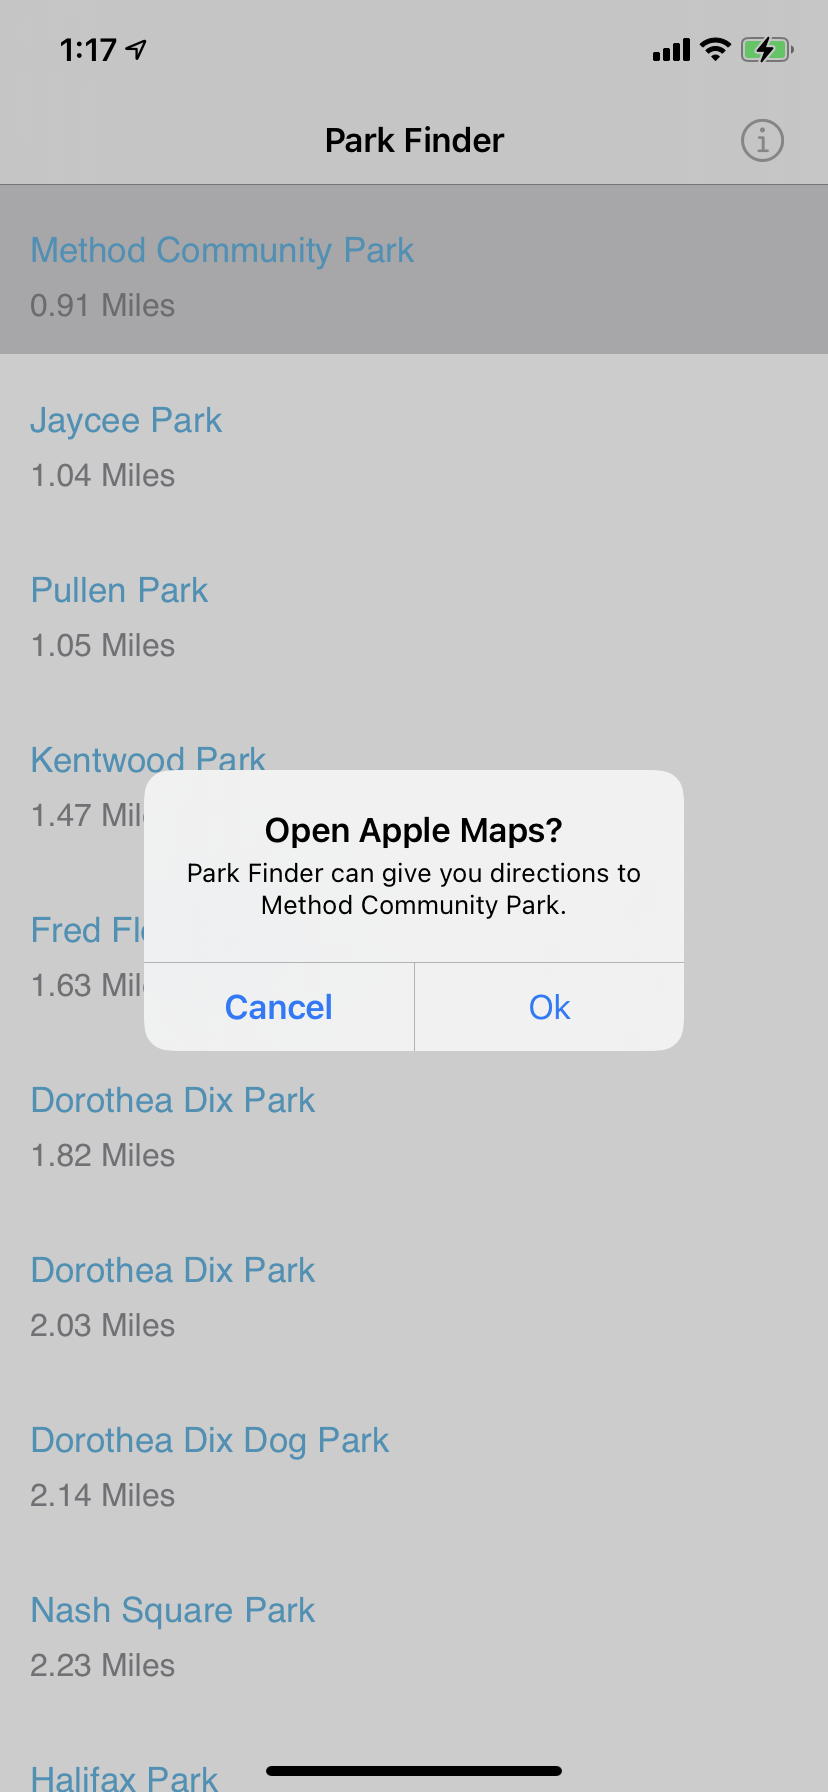 1:17
Park Finder
Method Community Park
0.91 Miles
Jaycee Park
1.04 Miles
Pullen Park
1.05 Miles
Kentwood Park
1.47
Open Apple Maps?
Park Finder can give you directions to
Method Community Park.
Fred
1.63
Cancel
Ok
Dorothea Dix Park
1.82 Miles
Dorothea Dix Park
2.03 Miles
Dorothea Dix Dog Park
2.14 Miles
Nash Square Park
2.23 Miles
Halifax Park